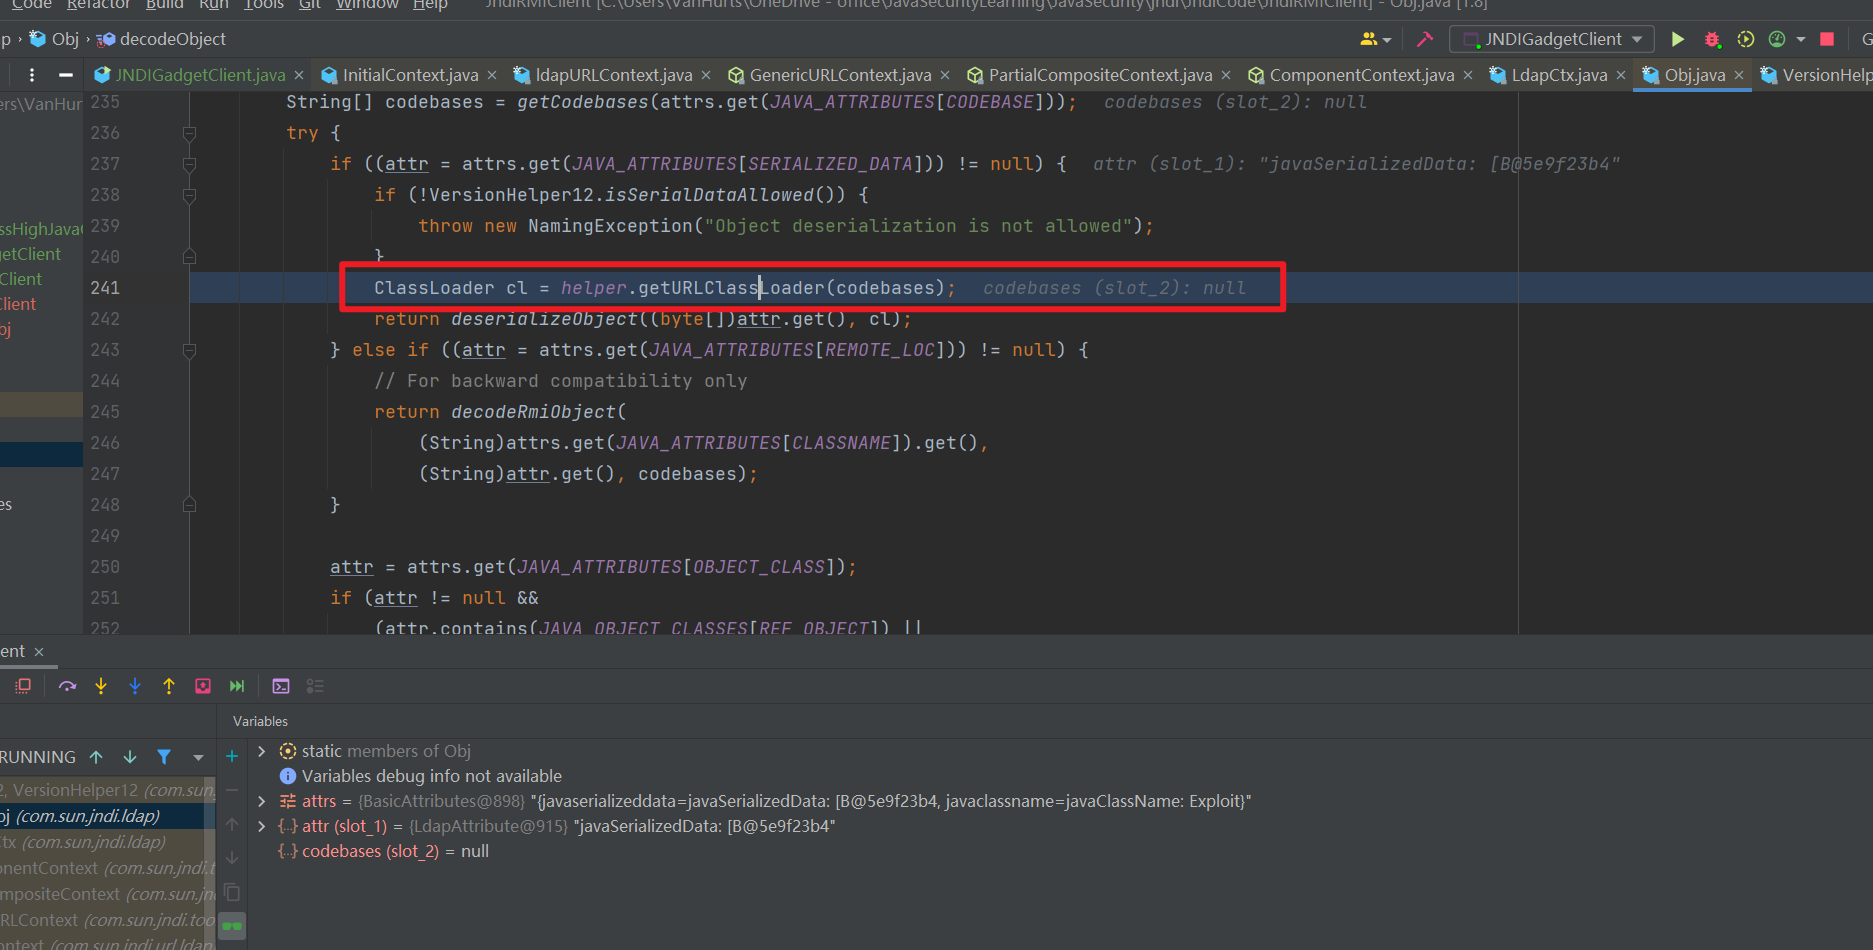 Code Refactor Build Run Tools Git Window Help JndiRMIClient [C:\Users\VanHurts\OneDrive - office\JavaSecurityLearning\JavaSecurity\jndi\JndiCode\JndiRMIClient] - Obj.java [1.8]
p › Obj › decodeObject JNDIGadgetClient
JNDIGadgetClient.java × InitialContext.java × ldapURLContext.java × GenericURLContext.java × PartialCompositeContext.java × ComponentContext.java × LdapCtx.java × Obj.java × VersionHelp
ers\VanHur
ssHighJava
getClient
Client
lient
bj
es
235 String[] codebases = getCodebases(attrs.get(JAVA_ATTRIBUTES[CODEBASE])); codebases (slot_2): null
236 try {
237 if ((attr = attrs.get(JAVA_ATTRIBUTES[SERIALIZED_DATA])) != null) { attr (slot_1): "javaSerializedData: [B@5e9f23b4"
238 if (!VersionHelper12.isSerialDataAllowed()) {
239 throw new NamingException("Object deserialization is not allowed");
240 }
241 ClassLoader cl = helper.getURLClassLoader(codebases); codebases (slot_2): null
242 return deserializeObject((byte[])attr.get(), cl);
243 } else if ((attr = attrs.get(JAVA_ATTRIBUTES[REMOTE_LOC])) != null) {
244 // For backward compatibility only
245 return decodeRmiObject(
246 (String)attrs.get(JAVA_ATTRIBUTES[CLASSNAME]).get(),
247 (String)attr.get(), codebases);
248 }
249
250 attr = attrs.get(JAVA_ATTRIBUTES[OBJECT_CLASS]);
251 if (attr != null &&
252 (attr.contains(JAVA_OBJECT_CLASSES[REF_OBJECT]) ||
ent ×
Variables
RUNNING
2, VersionHelper12 (com.sun.
bj (com.sun.jndi.ldap)
Ctx (com.sun.jndi.ldap)
onentContext (com.sun.jndi.t
mpositeContext (com.sun.jn
RLContext (com.sun.jndi.too
ontext (com.sun.jndi.url.ldap
static members of Obj
Variables debug info not available
attrs = {BasicAttributes@898} "{javaserializeddata=javaSerializedData: [B@5e9f23b4, javaclassname=javaClassName: Exploit}"
attr (slot_1) = {LdapAttribute@915} "javaSerializedData: [B@5e9f23b4"
codebases (slot_2) = null